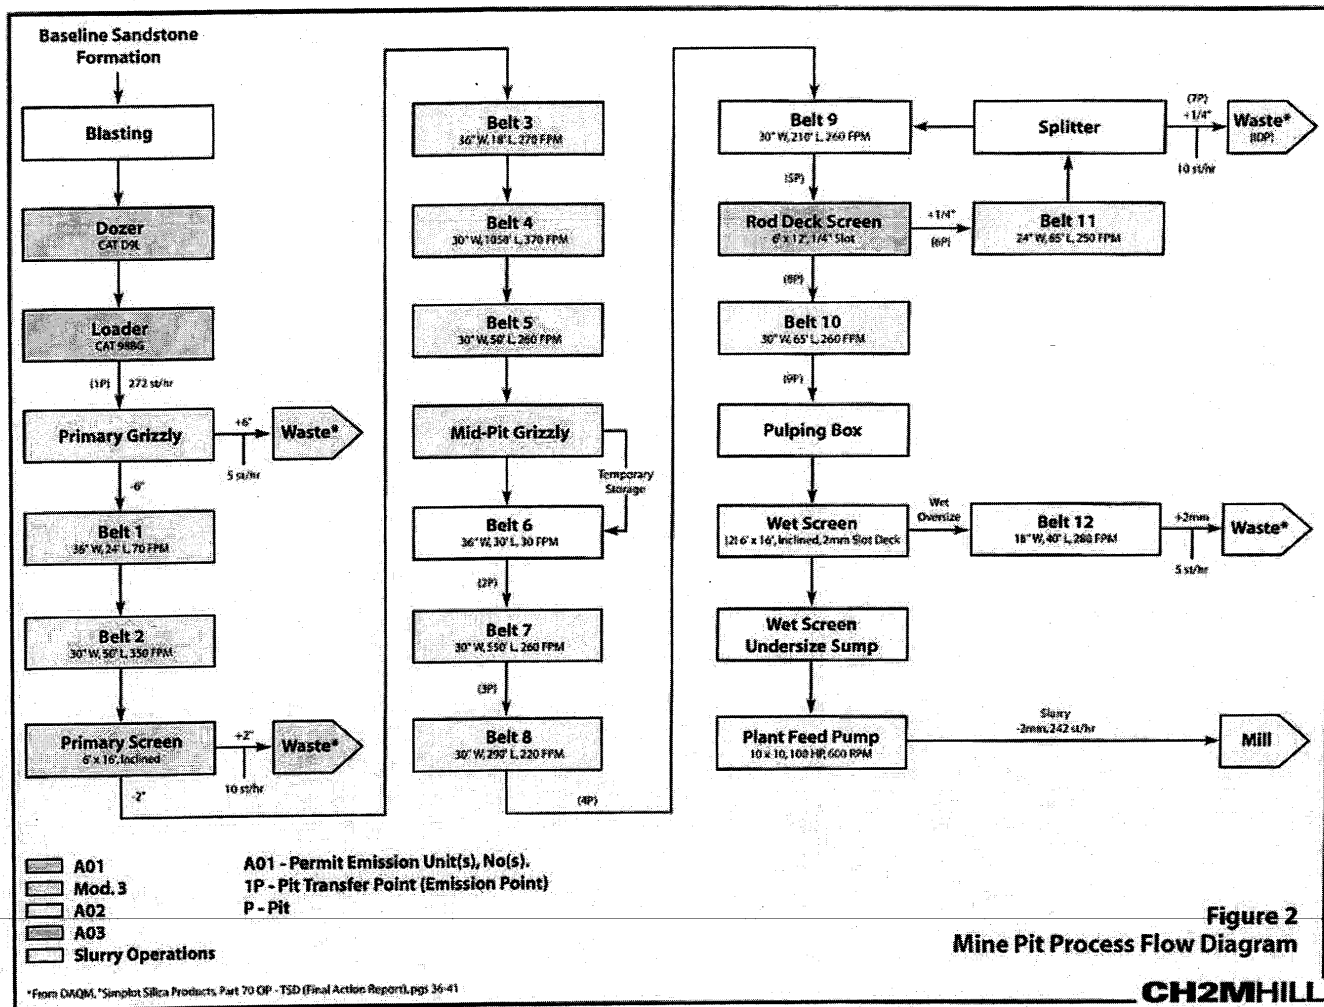 Baseline Sandstone
Formation
Blasting
Dozer
CAT D9L
Loader
CAT 988G
(1P) 272 st/hr
Primary Grizzly
+6"
5 st/hr
Waste*
-6"
Belt 1
36" W, 24' L, 70 FPM
Belt 2
30" W, 50' L, 350 FPM
Primary Screen
6' x 16', Inclined
+2"
10 st/hr
Waste*
-2"
Belt 3
36" W, 18' L, 270 FPM
Belt 4
30" W, 1050' L, 370 FPM
Belt 5
30" W, 50' L, 260 FPM
Mid-Pit Grizzly
Temporary
Storage
Belt 6
36" W, 30' L, 30 FPM
(2P)
Belt 7
30" W, 550' L, 260 FPM
(3P)
Belt 8
30" W, 290' L, 220 FPM
(4P)
Belt 9
30" W, 210' L, 260 FPM
Splitter
(7P)
+1/4"
10 st/hr
Waste*
(10P)
(5P)
Rod Deck Screen
6' x 12', 1/4" Slot
+1/4"
(6P)
Belt 11
24" W, 65' L, 250 FPM
(8P)
Belt 10
30" W, 65' L, 260 FPM
(9P)
Pulping Box
Wet Screen
(2) 6' x 16', Inclined, 2mm Slot Deck
Wet
Oversize
Belt 12
18" W, 40' L, 280 FPM
+2mm
5 st/hr
Waste*
Wet Screen
Undersize Sump
Plant Feed Pump
10 x 10, 100 HP, 600 RPM
Slurry
-2mm, 242 st/hr
Mill
A01
Mod. 3
A02
A03
Slurry Operations
A01 - Permit Emission Unit(s), No(s).
1P - Pit Transfer Point (Emission Point)
P - Pit
Figure 2
Mine Pit Process Flow Diagram
*From DAQM, "Simplot Silica Products, Part 70 OP - TSD (Final Action Report), pgs 36-41
CH2MHILL